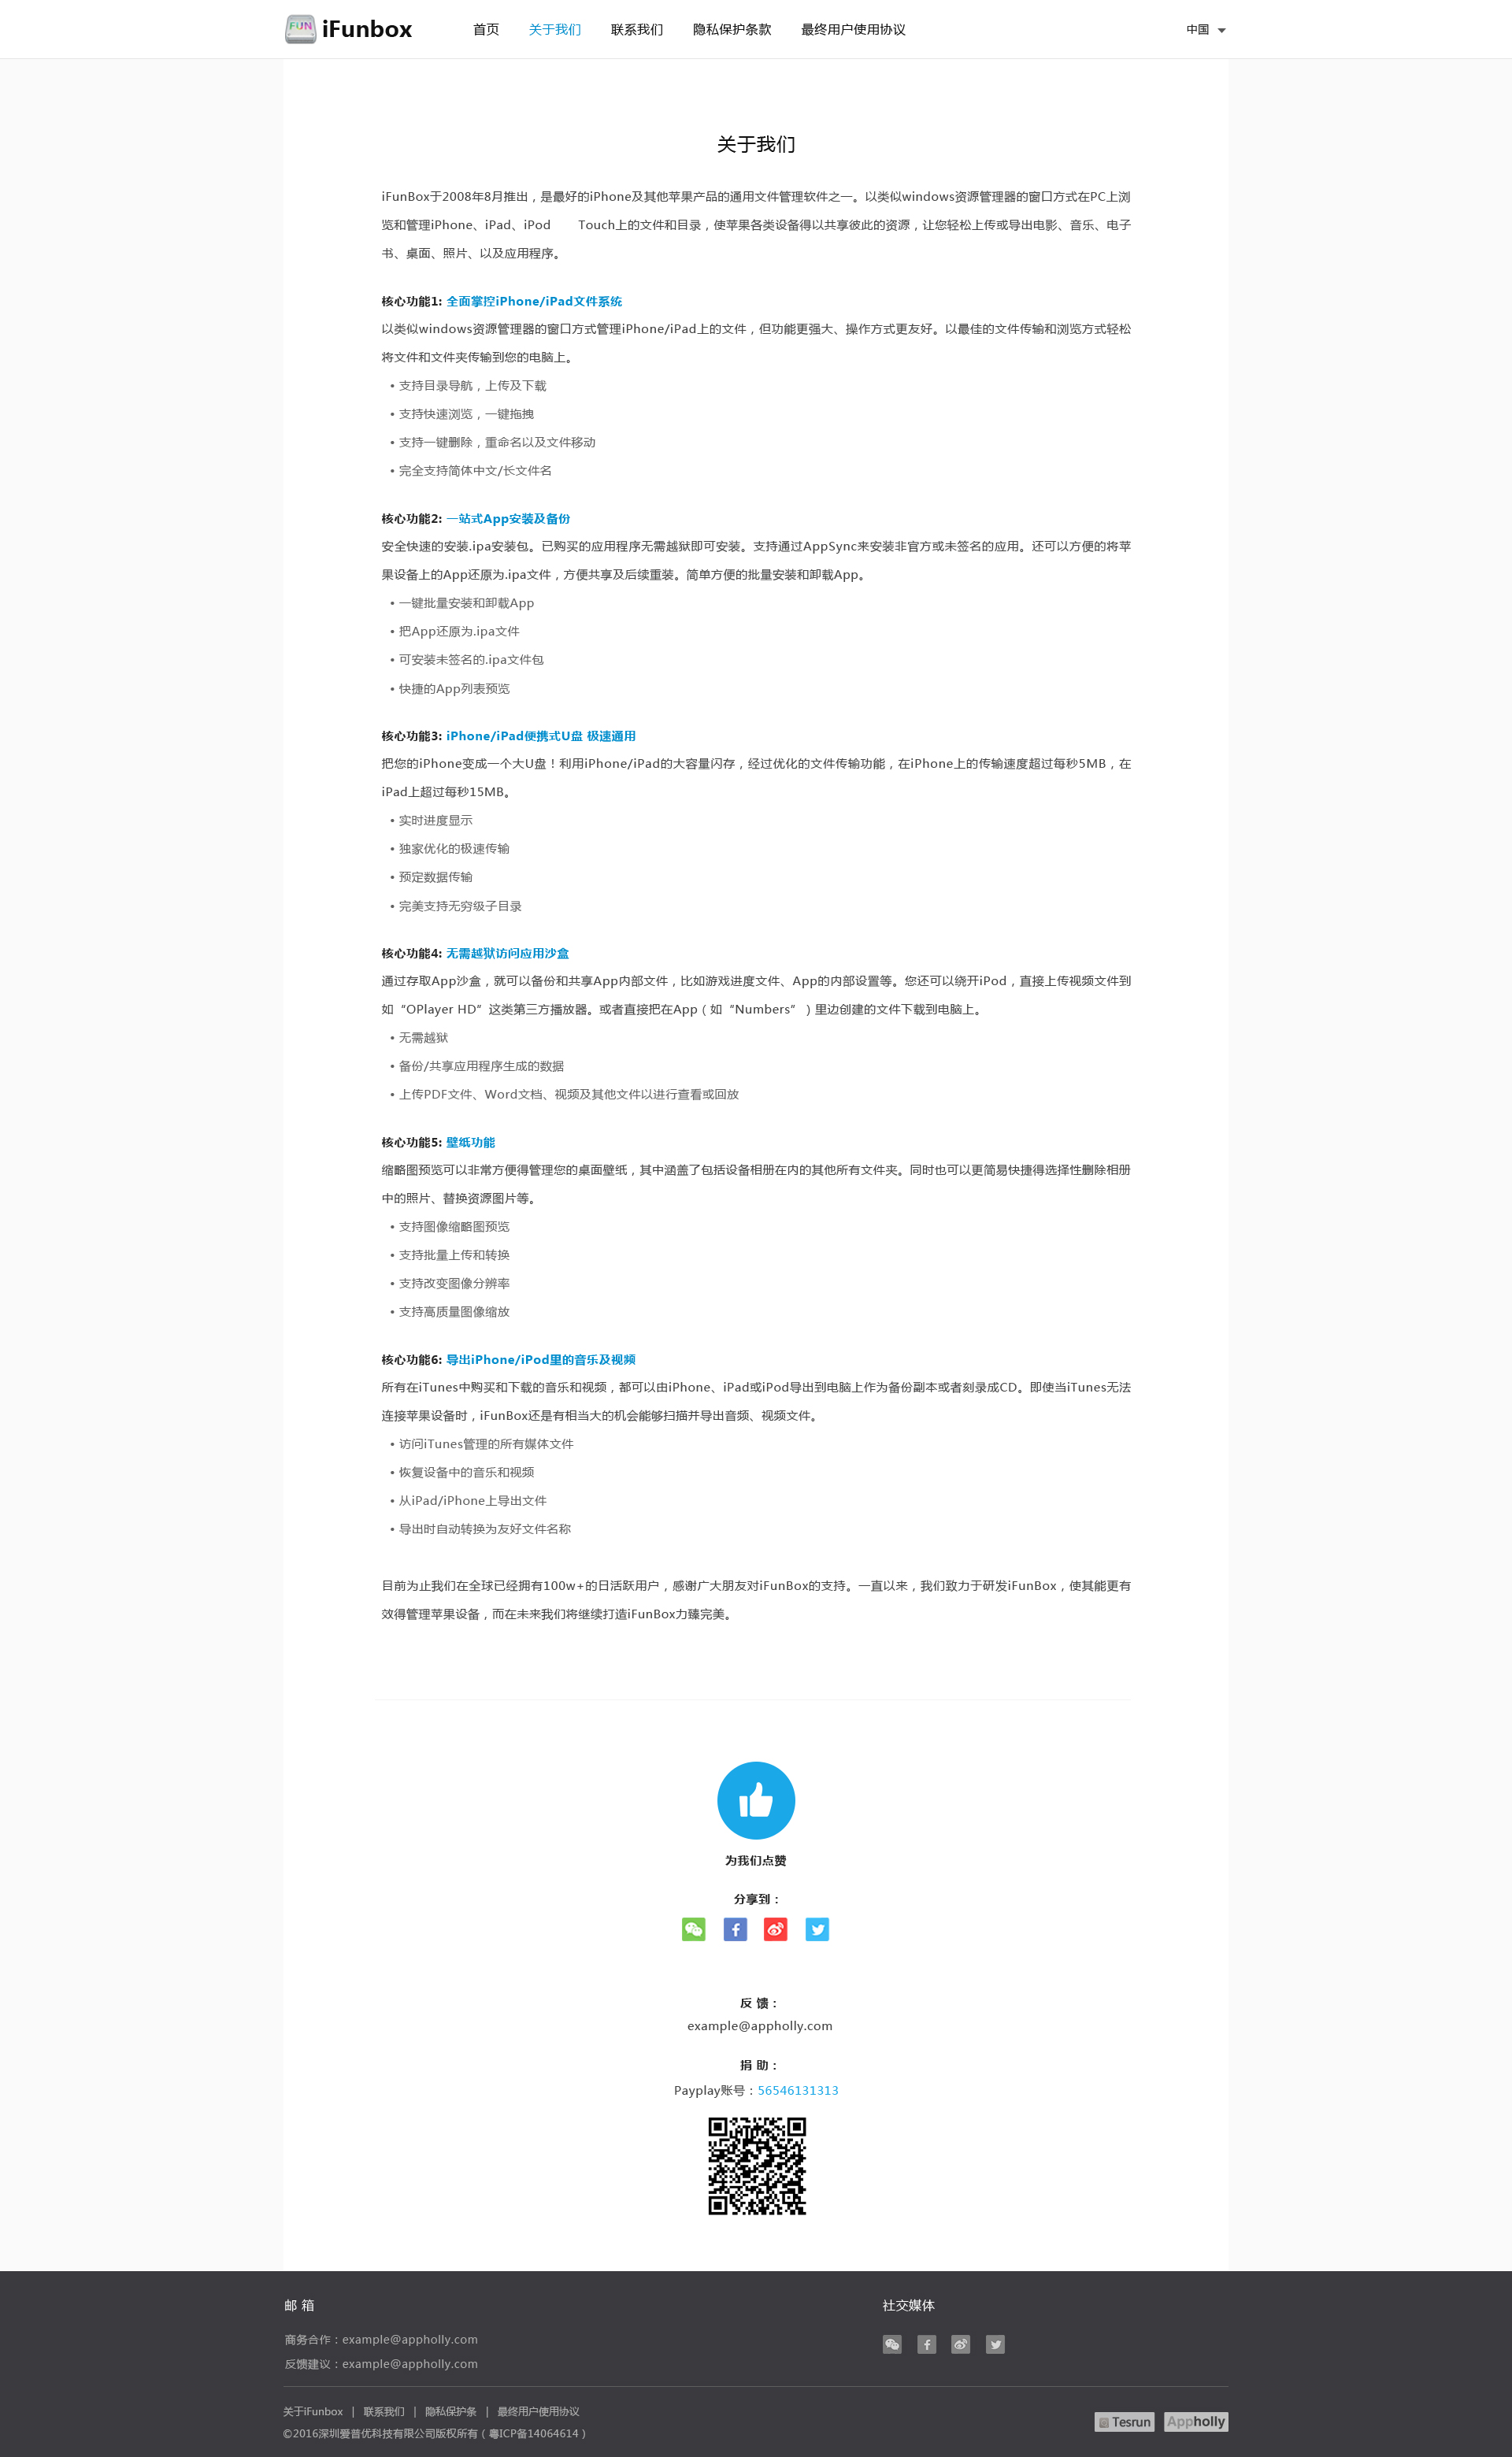 FUN iFunbox 首页 关于我们 联系我们 隐私保护条款 最终用户使用协议 中国
关于我们
iFunBox于2008年8月推出，是最好的iPhone及其他苹果产品的通用文件管理软件之一。以类似windows资源管理器的窗口方式在PC上浏
览和管理iPhone、iPad、iPod Touch上的文件和目录，使苹果各类设备得以共享彼此的资源，让您轻松上传或导出电影、音乐、电子
书、桌面、照片、以及应用程序。
核心功能1: 全面掌控iPhone/iPad文件系统
以类似windows资源管理器的窗口方式管理iPhone/iPad上的文件，但功能更强大、操作方式更友好。以最佳的文件传输和浏览方式轻松
将文件和文件夹传输到您的电脑上。
• 支持目录导航，上传及下载
• 支持快速浏览，一键拖拽
• 支持一键删除，重命名以及文件移动
• 完全支持简体中文/长文件名
核心功能2: 一站式App安装及备份
安全快速的安装.ipa安装包。已购买的应用程序无需越狱即可安装。支持通过AppSync来安装非官方或未签名的应用。还可以方便的将苹
果设备上的App还原为.ipa文件，方便共享及后续重装。简单方便的批量安装和卸载App。
• 一键批量安装和卸载App
• 把App还原为.ipa文件
• 可安装未签名的.ipa文件包
• 快捷的App列表预览
核心功能3: iPhone/iPad便携式U盘 极速通用
把您的iPhone变成一个大U盘！利用iPhone/iPad的大容量闪存，经过优化的文件传输功能，在iPhone上的传输速度超过每秒5MB，在
iPad上超过每秒15MB。
• 实时进度显示
• 独家优化的极速传输
• 预定数据传输
• 完美支持无穷级子目录
核心功能4: 无需越狱访问应用沙盒
通过存取App沙盒，就可以备份和共享App内部文件，比如游戏进度文件、App的内部设置等。您还可以绕开iPod，直接上传视频文件到
如“OPlayer HD”这类第三方播放器。或者直接把在App（如“Numbers”）里边创建的文件下载到电脑上。
• 无需越狱
• 备份/共享应用程序生成的数据
• 上传PDF文件、Word文档、视频及其他文件以进行查看或回放
核心功能5: 壁纸功能
缩略图预览可以非常方便得管理您的桌面壁纸，其中涵盖了包括设备相册在内的其他所有文件夹。同时也可以更简易快捷得选择性删除相册
中的照片、替换资源图片等。
• 支持图像缩略图预览
• 支持批量上传和转换
• 支持改变图像分辨率
• 支持高质量图像缩放
核心功能6: 导出iPhone/iPod里的音乐及视频
所有在iTunes中购买和下载的音乐和视频，都可以由iPhone、iPad或iPod导出到电脑上作为备份副本或者刻录成CD。即使当iTunes无法
连接苹果设备时，iFunBox还是有相当大的机会能够扫描并导出音频、视频文件。
• 访问iTunes管理的所有媒体文件
• 恢复设备中的音乐和视频
• 从iPad/iPhone上导出文件
• 导出时自动转换为友好文件名称
目前为止我们在全球已经拥有100w+的日活跃用户，感谢广大朋友对iFunBox的支持。一直以来，我们致力于研发iFunBox，使其能更有
效得管理苹果设备，而在未来我们将继续打造iFunBox力臻完美。
为我们点赞
分享到：
反 馈：
example@appholly.com
捐 助：
Payplay账号：56546131313
邮 箱
商务合作：example@appholly.com
反馈建议：example@appholly.com
社交媒体
关于iFunbox | 联系我们 | 隐私保护条 | 最终用户使用协议
©2016深圳爱普优科技有限公司版权所有（粤ICP备14064614）
Tesrun Appholly